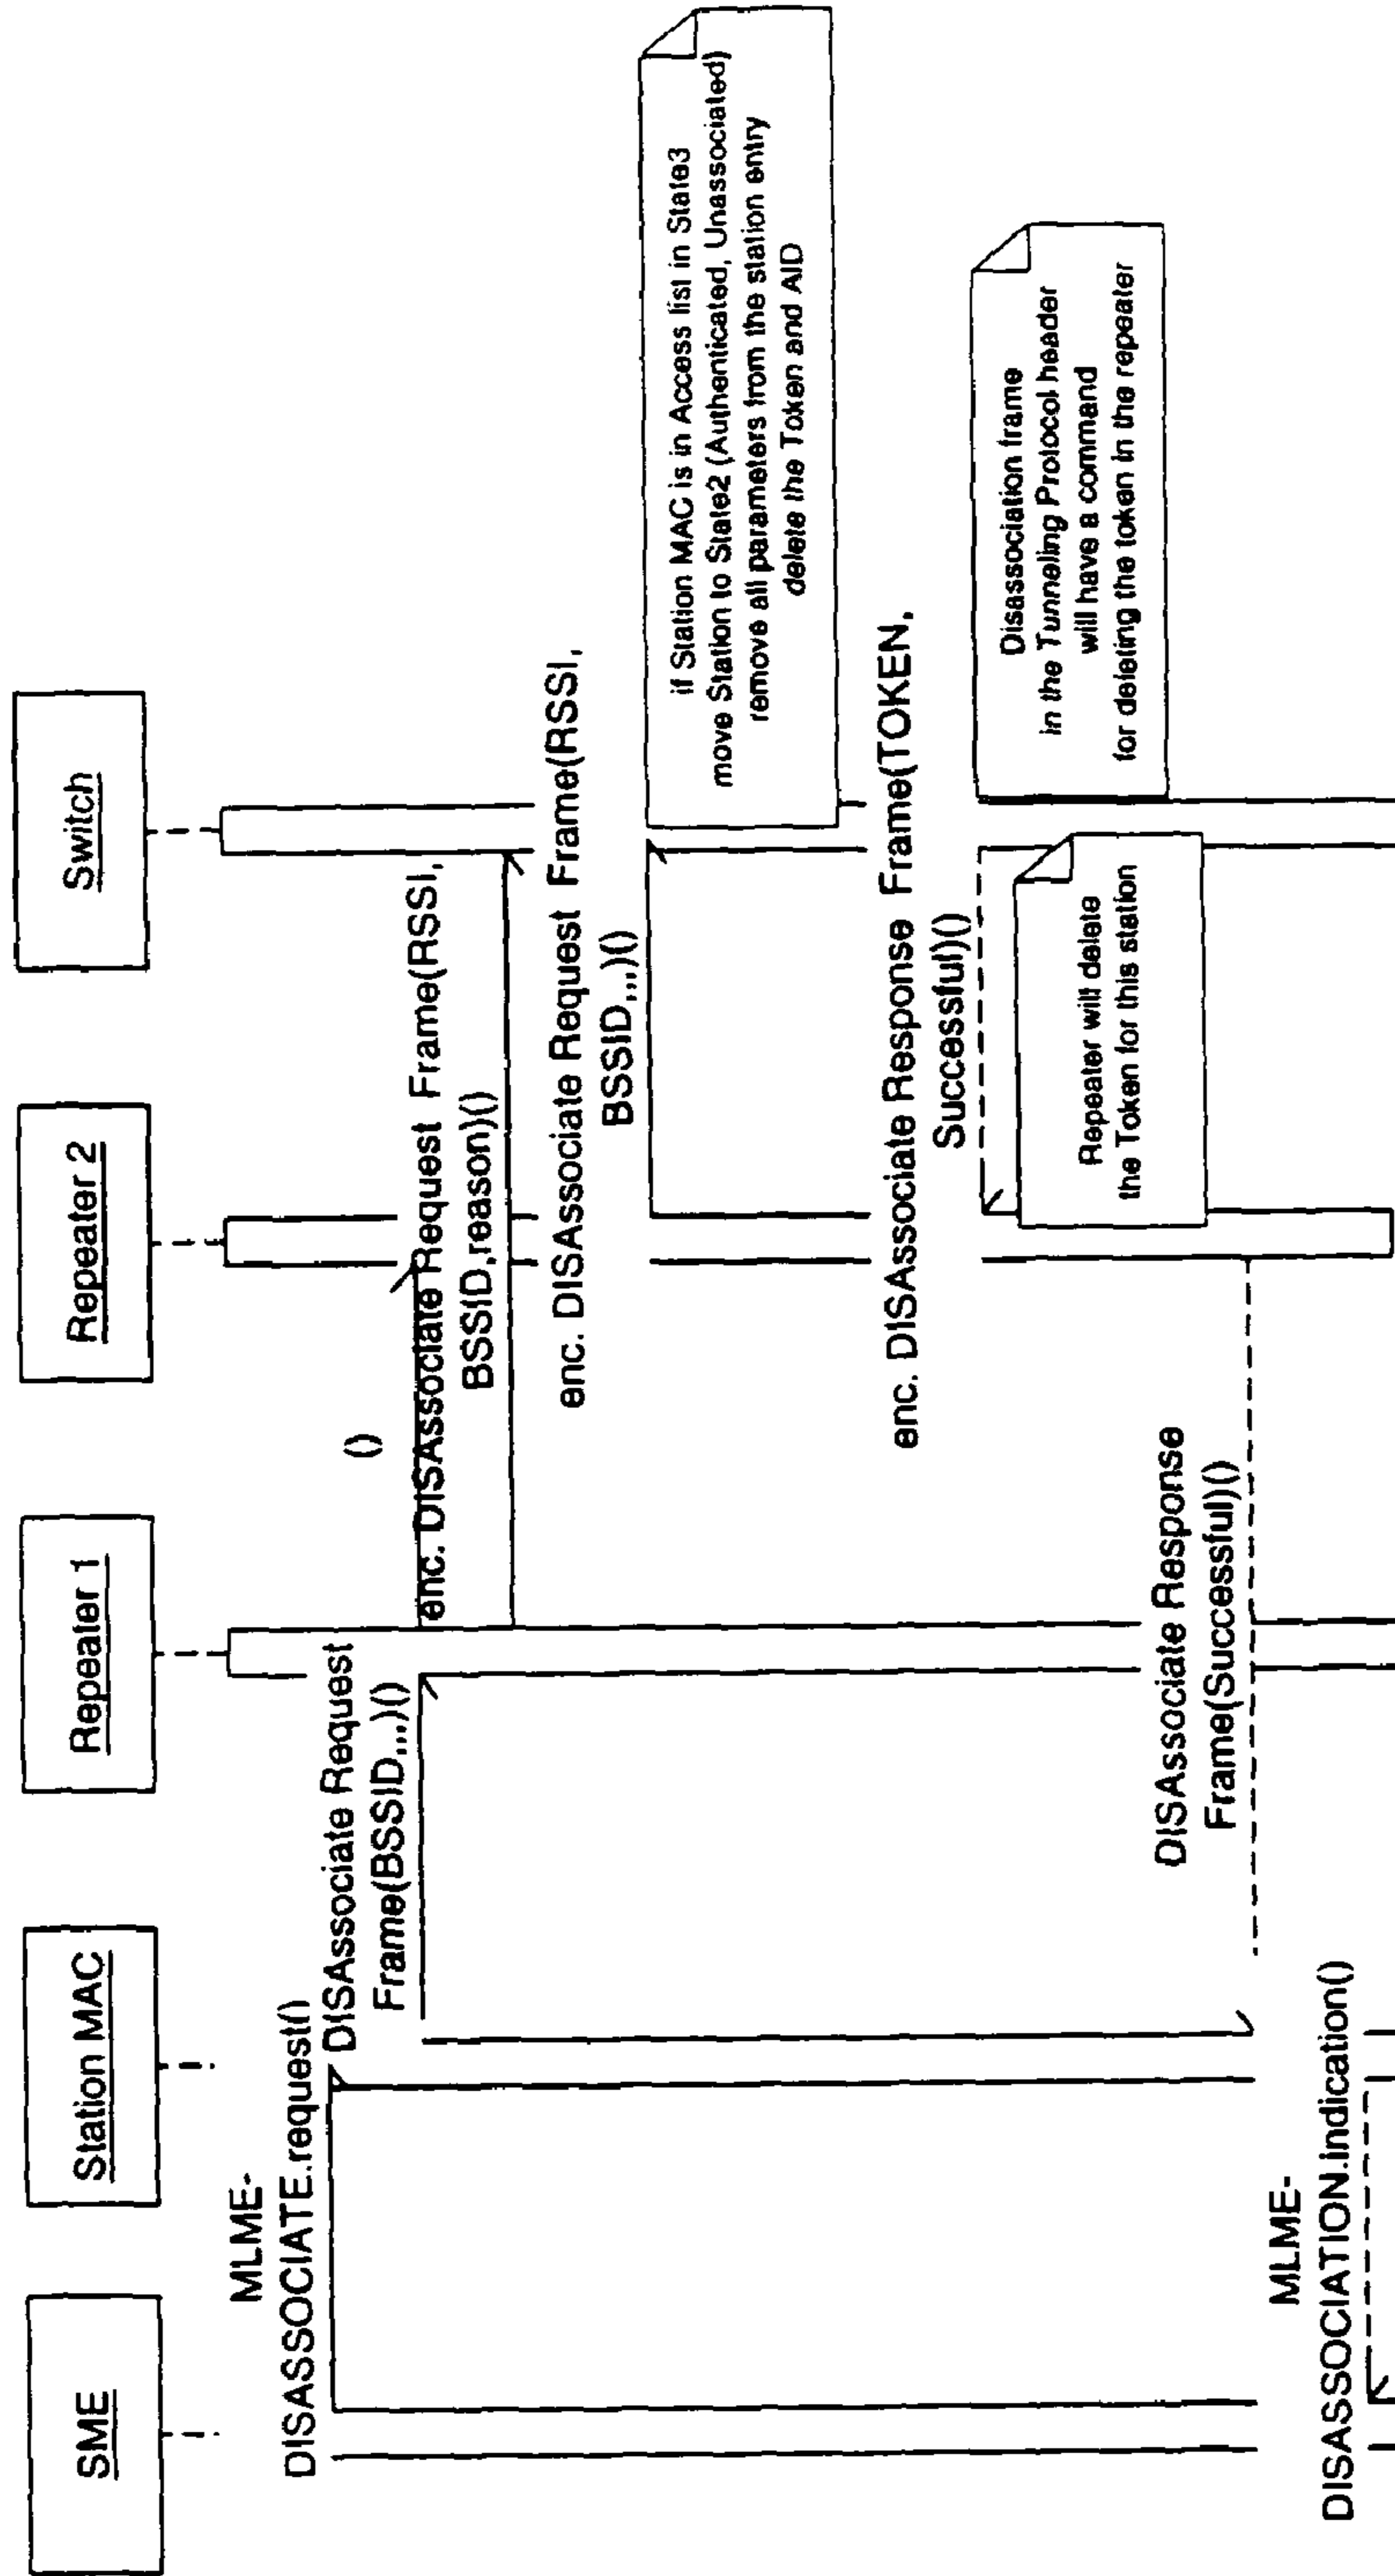 SME
Station MAC
Repeater 1
Repeater 2
Switch
MLME-
DISASSOCIATE.request()
DISAssociate Request
Frame(BSSID,,,)()
()
enc. DISAssociate Request Frame(RSSI,
BSSID,reason)()
enc. DISAssociate Request Frame(RSSI,
BSSID,,,)()
if Station MAC is in Access list in State3
move Station to State2 (Authenticated, Unassociated)
remove all parameters from the station entry
delete the Token and AID
enc. DISAssociate Response Frame(TOKEN,
Successful)()
Disassociation frame
in the Tunneling Protocol header
will have a command
for deleting the token in the repeater
Repeater will delete
the Token for this station
DISAssociate Response
Frame(Successful)()
MLME-
DISASSOCIATION.indication()